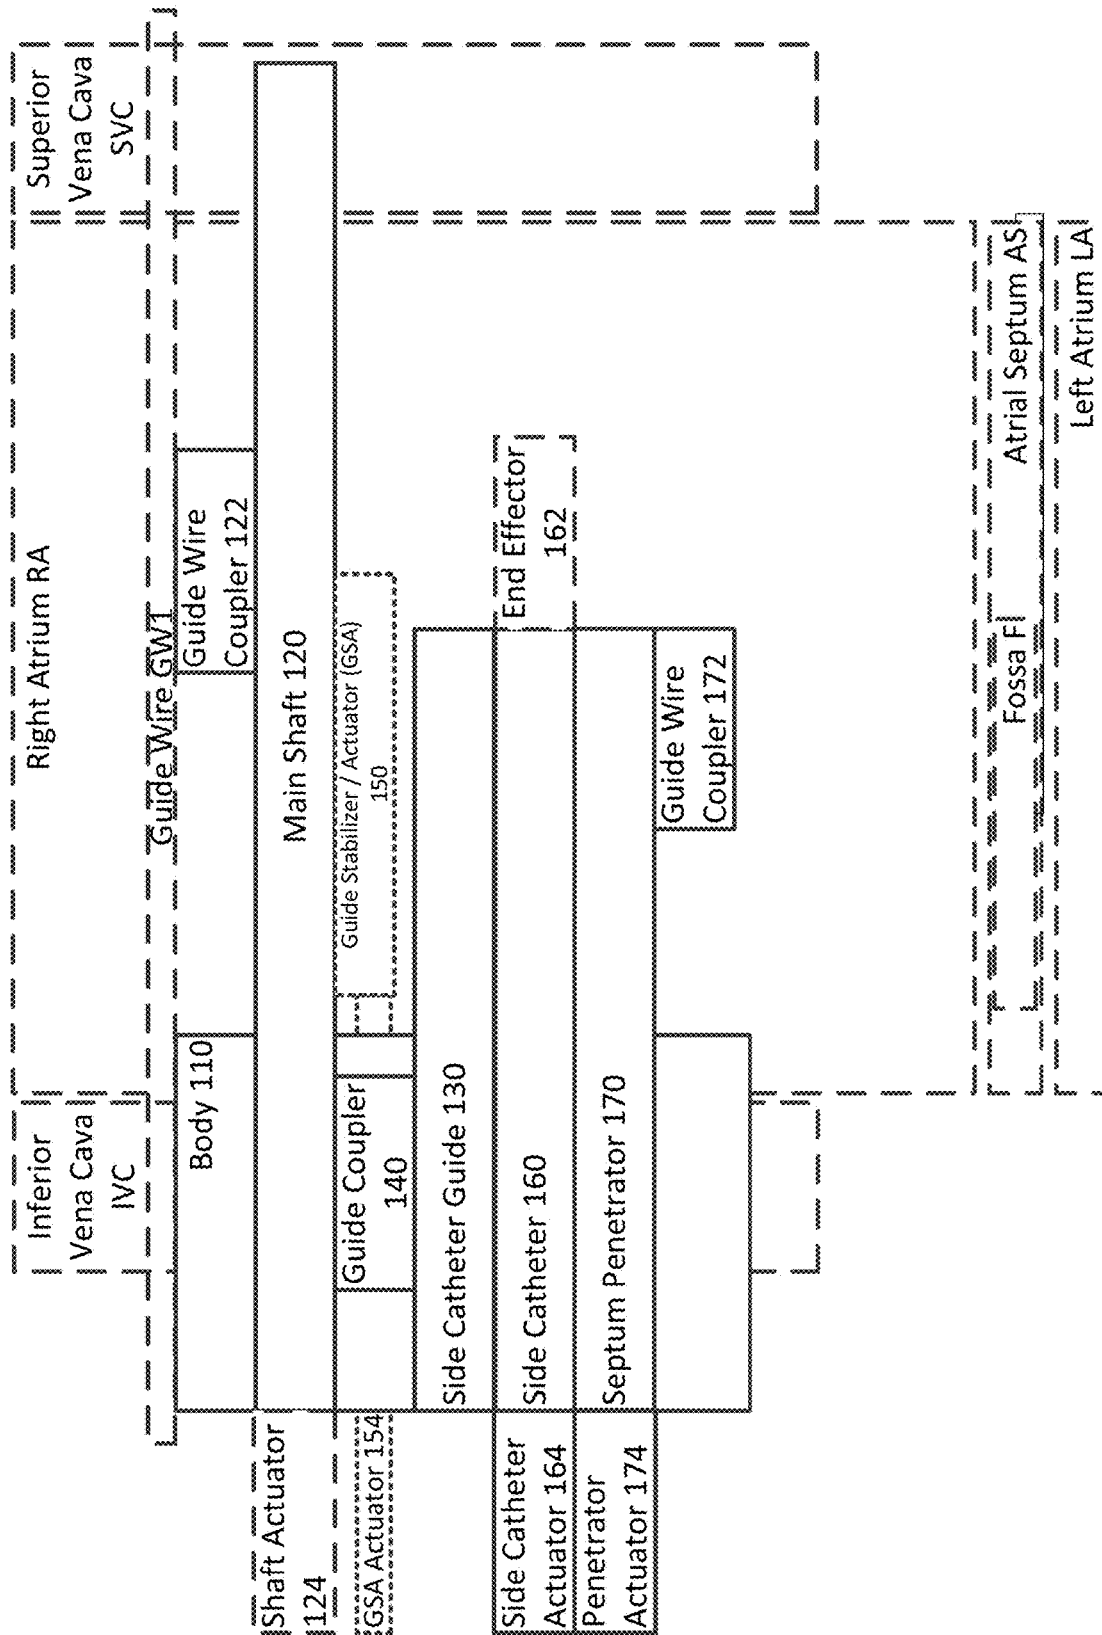 Inferior
Vena Cava
IVC
Right Atrium RA
Superior
Vena Cava
SVC
Guide Wire GW1
Body 110
Guide Wire
Coupler 122
Shaft Actuator
124
Main Shaft 120
GSA Actuator 154
Guide Coupler
140
Guide Stabilizer / Actuator (GSA)
150
Side Catheter Guide 130
Side Catheter
Actuator 164
Side Catheter 160
End Effector
162
Penetrator
Actuator 174
Septum Penetrator 170
Guide Wire
Coupler 172
Fossa F
Atrial Septum AS
Left Atrium LA